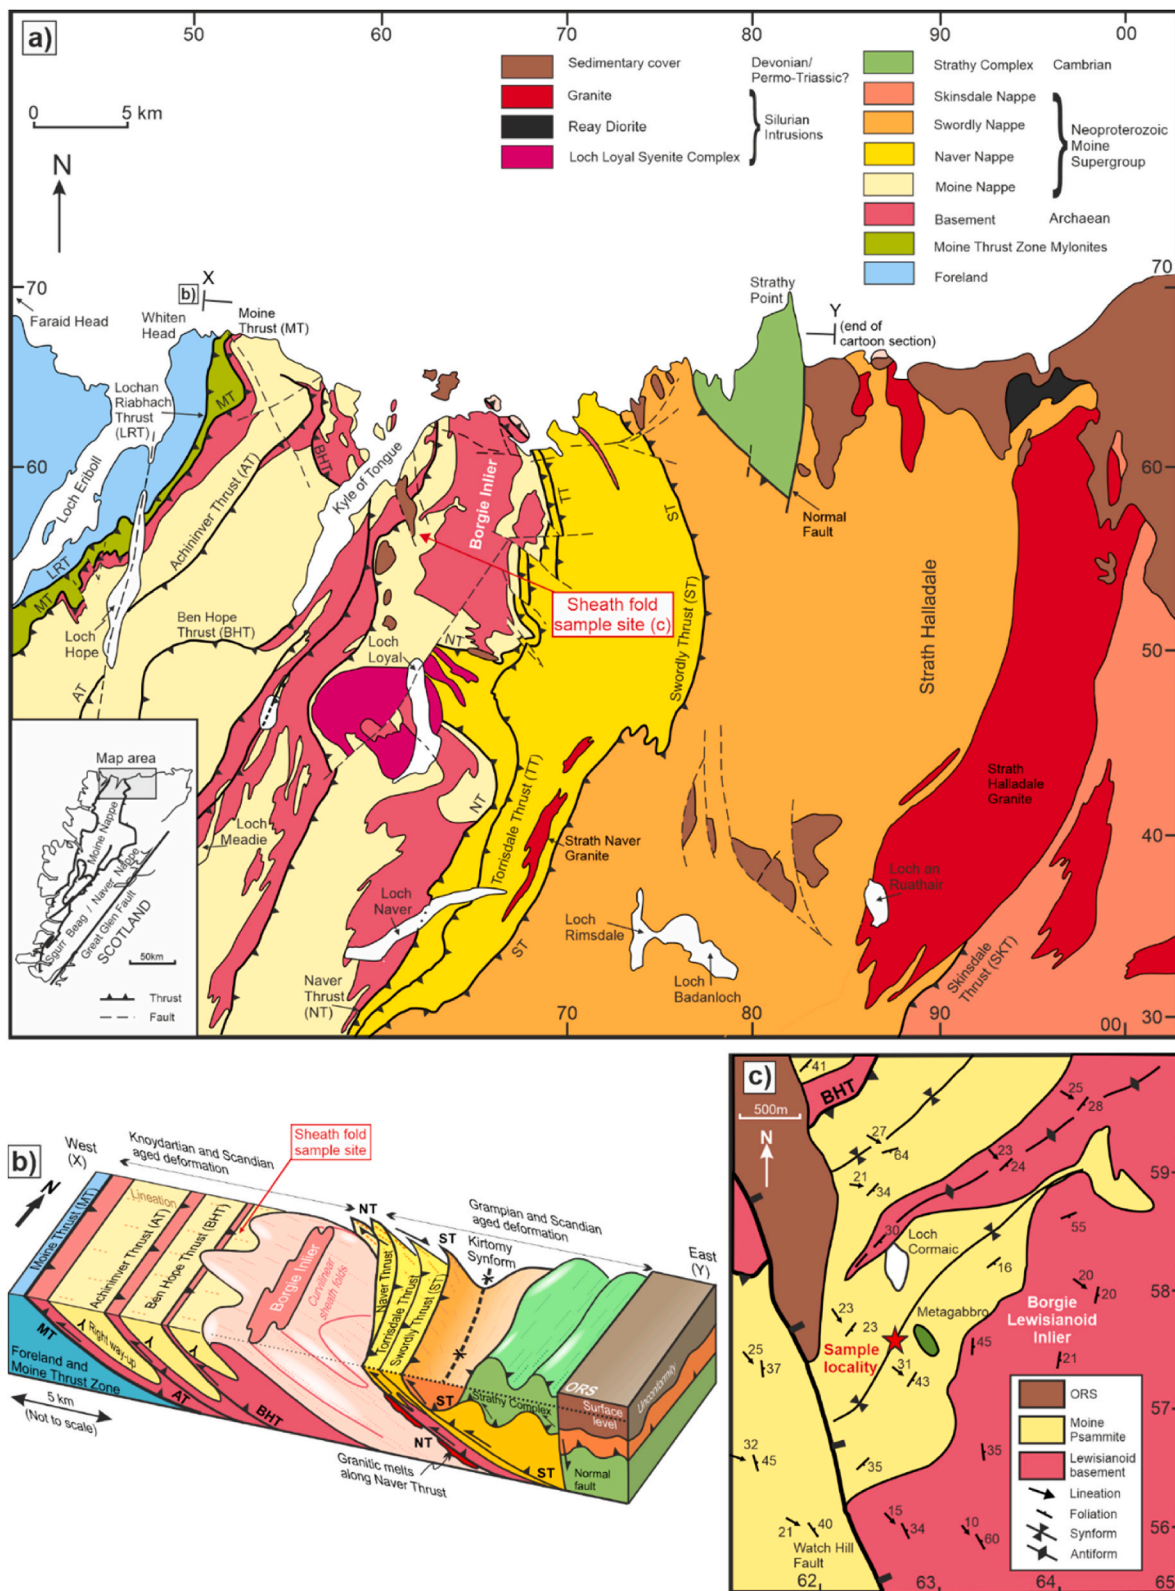 a)
50
60
70
80
90
00
0
5 km
N
Sedimentary cover
Devonian/
Permo-Triassic?
Granite
Reay Diorite
Loch Loyal Syenite Complex
Silurian
Intrusions
Strathy Complex
Cambrian
Skinsdale Nappe
Swordly Nappe
Naver Nappe
Moine Nappe
Neoproterozoic
Moine
Supergroup
Basement
Archaean
Moine Thrust Zone Mylonites
Foreland
70
70
X
b)
Faraid Head
Whiten
Head
Moine
Thrust (MT)
Strathy
Point
Y
(end of
cartoon section)
Lochan
Riabhach
Thrust
(LRT)
MT
BHT
60
60
Loch Eriboll
Achininver Thrust (AT)
Kyle of Tongue
Borgie Inlier
TT
ST
Normal
Fault
LRT
MT
Loch
Hope
Ben Hope
Thrust (BHT)
Sheath fold
sample site (c)
Loch
Loyal
NT
Swordly Thrust (ST)
Strath Halladale
50
AT
Map area
Moine Nappe
Sgurr Beag / Naver Nappe
Great Glen Fault
SCOTLAND
50km
Thrust
Fault
Loch
Meadie
NT
Torrisdale Thrust (TT)
Strath Naver
Granite
Strath
Halladale
Granite
40
Loch
Naver
Loch an
Ruathair
Loch
Rimsdale
Loch
Badanloch
ST
Naver
Thrust
(NT)
Skinsdale
Thrust (SKT)
70
80
90
00
30
b)
West
(X)
N
Knoydartian and Scandian
aged deformation
Sheath fold
sample site
Grampian and Scandian
aged deformation
East
(Y)
Moine Thrust (MT)
Lineation
Achininver Thrust (AT)
Ben Hope Thrust (BHT)
Borgie Inlier
Curvilinear
sheath folds
NT
Naver Thrust
Torrisdale Thrust
Swordly Thrust (ST)
ST
Kirtomy
Synform
ORS
Unconformity
Surface
level
Strathy Complex
Right way-up
MT
Foreland and
Moine Thrust Zone
AT
BHT
NT
ST
ST
5 km
(Not to scale)
Granitic melts
along Naver Thrust
Normal
fault
c)
500m
N
BHT
41
25
28
27
64
23
24
21
34
59
30
Loch
Cormaic
55
16
20
20
23
23
Metagabbro
Borgie
Lewisianoid
Inlier
Sample
locality
45
21
31
43
25
37
57
ORS
Moine
Psammite
Lewisianoid
basement
Lineation
Foliation
Synform
Antiform
32
45
35
35
15
34
10
60
56
21
40
Watch Hill
Fault
62
63
64
65